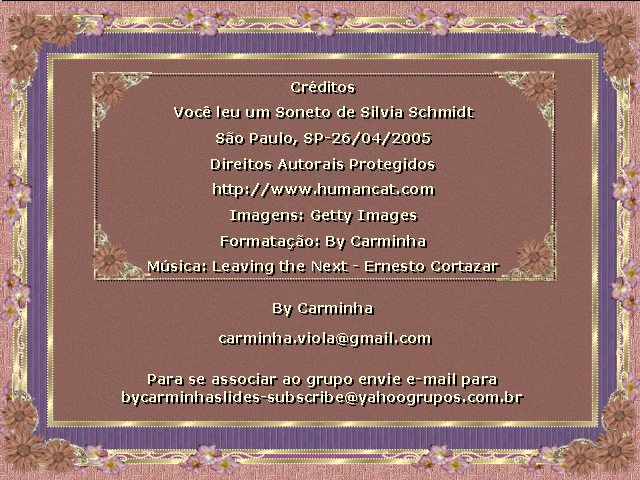 Créditos
Você leu um Soneto de Silvia Schmidt
São Paulo, SP-26/04/2005
Direitos Autorais Protegidos
http://www.humancat.com
Imagens: Getty Images
Formatação: By Carminha
Música: Leaving the Next - Ernesto Cortazar
By Carminha
carminha.viola@gmail.com
Para se associar ao grupo envie e-mail para
bycarminhaslides-subscribe@yahoogrupos.com.br